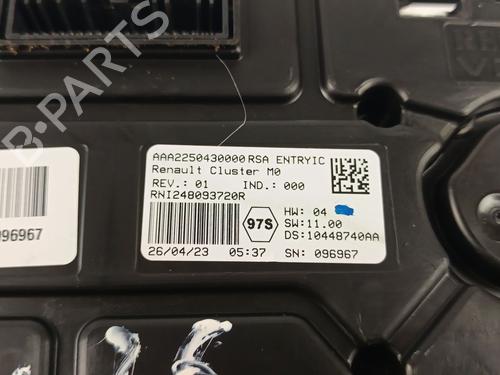 AAA2250430000 RSA ENTRYIC
Renault Cluster M0
REV.: 01 IND.: 000
RNI248093720R
97S
HW: 04
SW:11.00
DS:10448740AA
26/04/23 05:37 SN: 096967
096967
16
B-PARTS